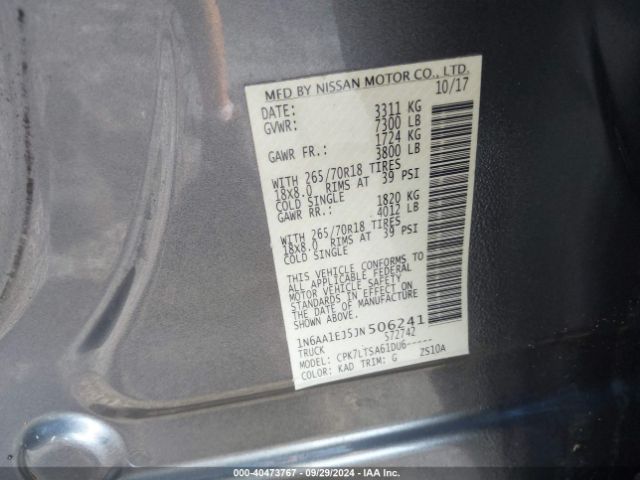 MFD BY NISSAN MOTOR CO., LTD.
DATE: 10/17
GVWR: 3311 KG
7300 LB
GAWR FR.: 1724 KG
3800 LB
WITH 265/70R18 TIRES
18X8.0 RIMS AT 39 PSI
COLD SINGLE
GAWR RR.: 1820 KG
4012 LB
WITH 265/70R18 TIRES
18X8.0 RIMS AT 39 PSI
COLD SINGLE
THIS VEHICLE CONFORMS TO
ALL APPLICABLE FEDERAL
MOTOR VEHICLE SAFETY
STANDARDS IN EFFECT ON
THE DATE OF MANUFACTURE
SHOWN ABOVE.
1N6AA1EJ5JN506241
TRUCK 572742
MODEL: CPK7LTSA61DU6-----
COLOR: KAD TRIM: G ZS10A
000-40473767 - 09/29/2024 - IAA Inc.